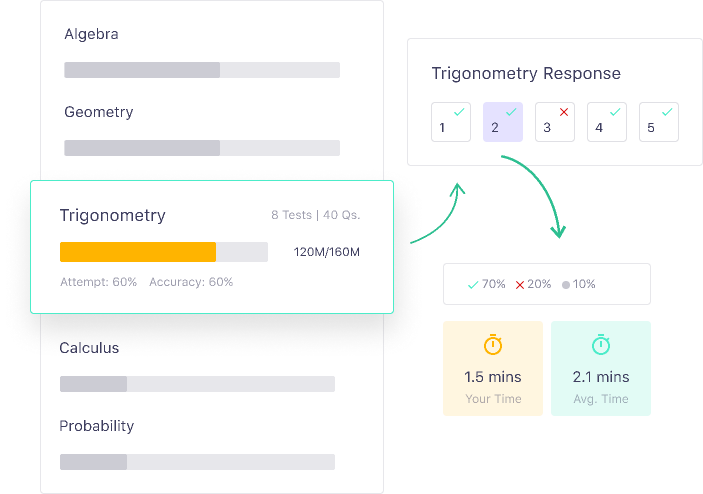 Algebra
Geometry
Trigonometry
8 Tests | 40 Qs.
120M/160M
Attempt: 60% Accuracy: 60%
Calculus
Probability
Trigonometry Response
1 2 3 4 5
70% 20% 10%
1.5 mins
Your Time
2.1 mins
Avg. Time